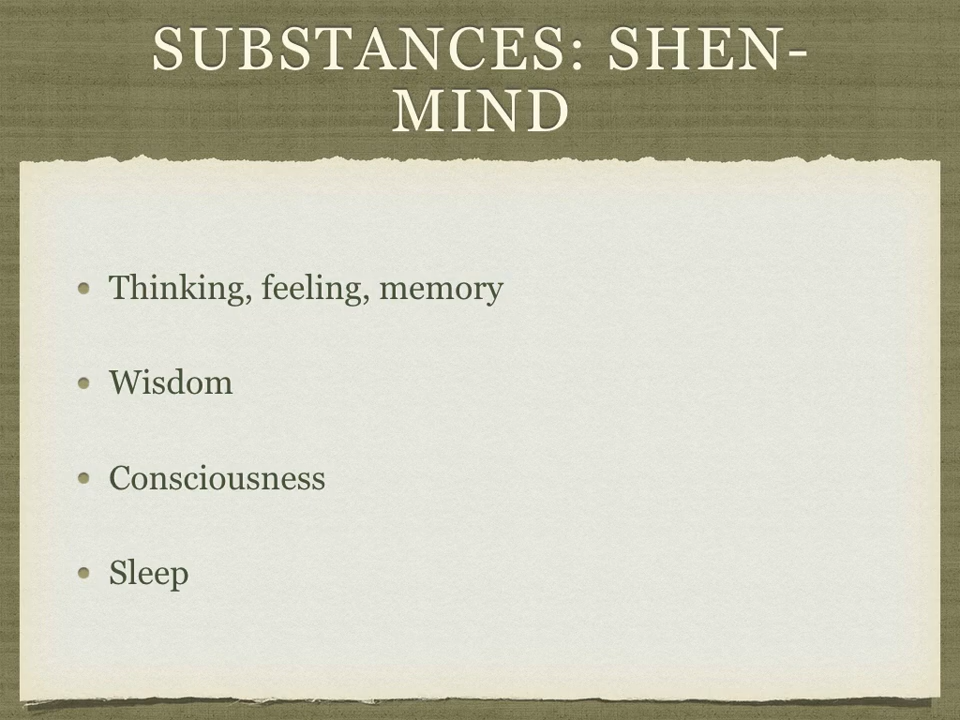 SUBSTANCES: SHEN-
MIND
• Thinking, feeling, memory
• Wisdom
• Consciousness
• Sleep